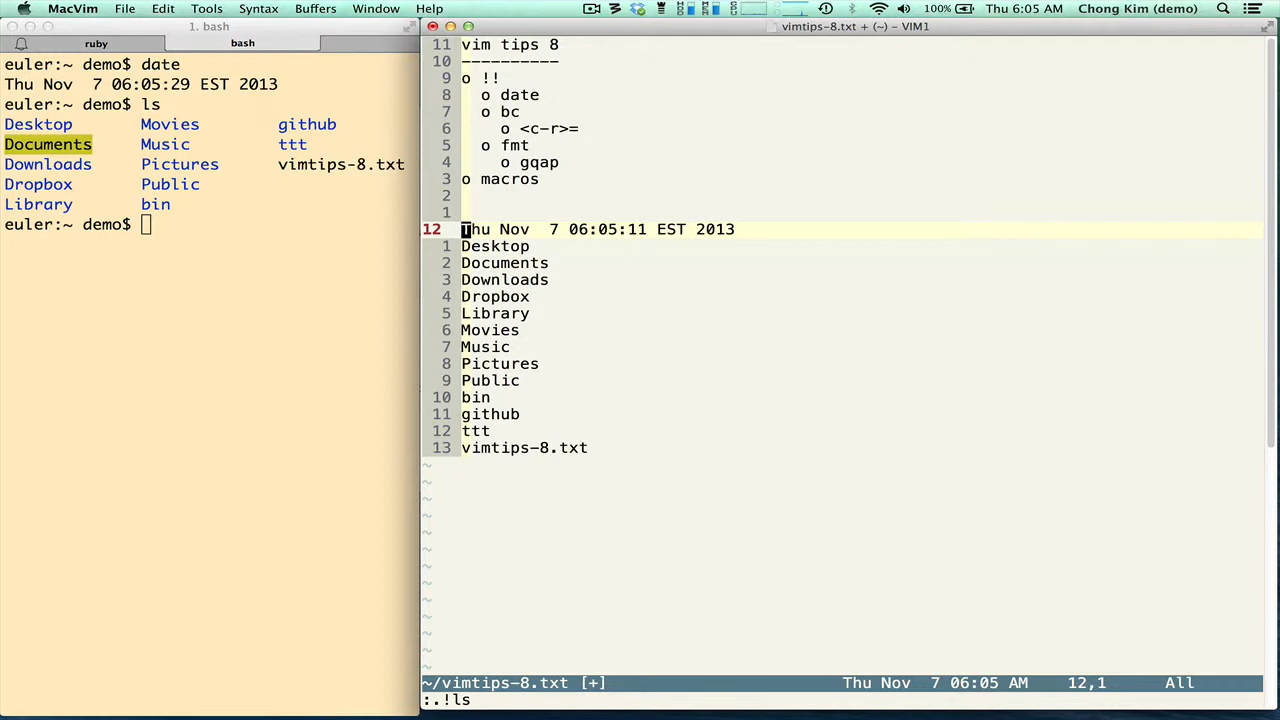 MacVim File Edit Tools Syntax Buffers Window Help 100% Thu 6:05 AM Chong Kim (demo)
1. bash
ruby bash
euler:~ demo$ date
Thu Nov  7 06:05:29 EST 2013
euler:~ demo$ ls
Desktop Movies github
Documents Music ttt
Downloads Pictures vimtips-8.txt
Dropbox Public
Library bin
euler:~ demo$
vimtips-8.txt + (~) - VIM1
11 vim tips 8
10 ----------
9 o !!
8 o date
7 o bc
6 o <c-r>=
5 o fmt
4 o gqap
3 o macros
2
1
12 Thu Nov  7 06:05:11 EST 2013
1 Desktop
2 Documents
3 Downloads
4 Dropbox
5 Library
6 Movies
7 Music
8 Pictures
9 Public
10 bin
11 github
12 ttt
13 vimtips-8.txt
~
~
~
~
~
~
~
~
~
~
~
~
~
~/vimtips-8.txt [+] Thu Nov  7 06:05 AM 12,1 All
:.!ls